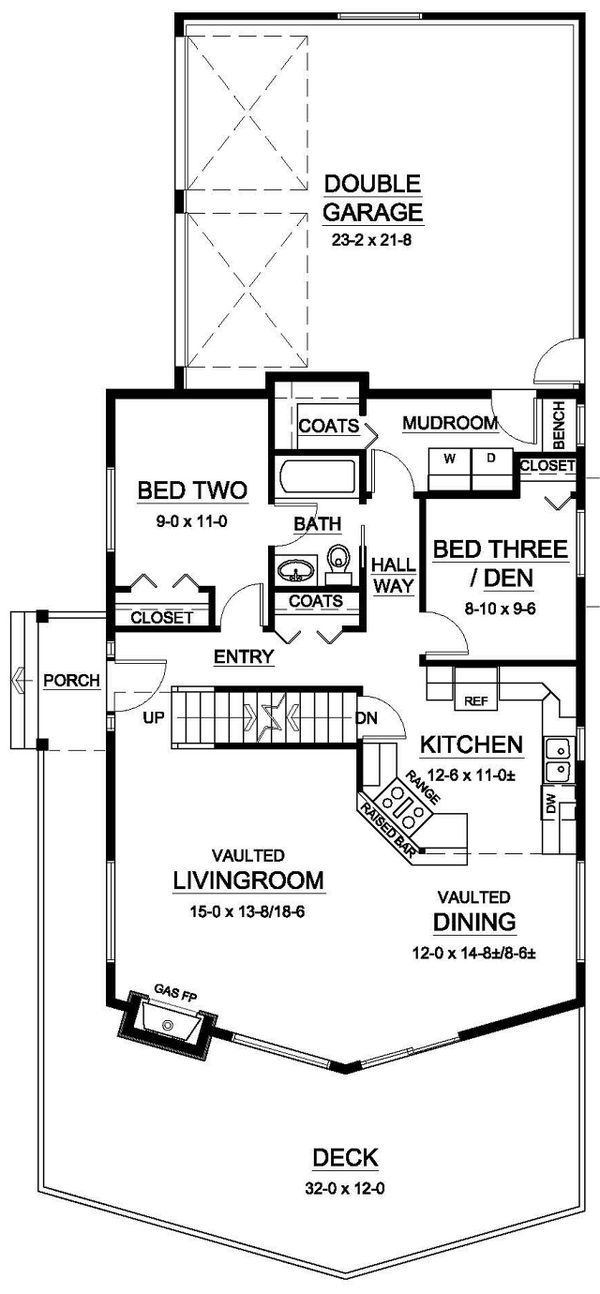 DOUBLE
GARAGE
23-2 x 21-8
COATS
MUDROOM
BENCH
W
D
CLOSET
BED TWO
9-0 x 11-0
BATH
HALL
WAY
BED THREE
/ DEN
8-10 x 9-6
CLOSET
COATS
ENTRY
PORCH
UP
DN
REF
KITCHEN
12-6 x 11-0±
RANGE
RAISED BAR
DW
VAULTED
LIVINGROOM
15-0 x 13-8/18-6
VAULTED
DINING
12-0 x 14-8±/8-6±
GAS FP
DECK
32-0 x 12-0